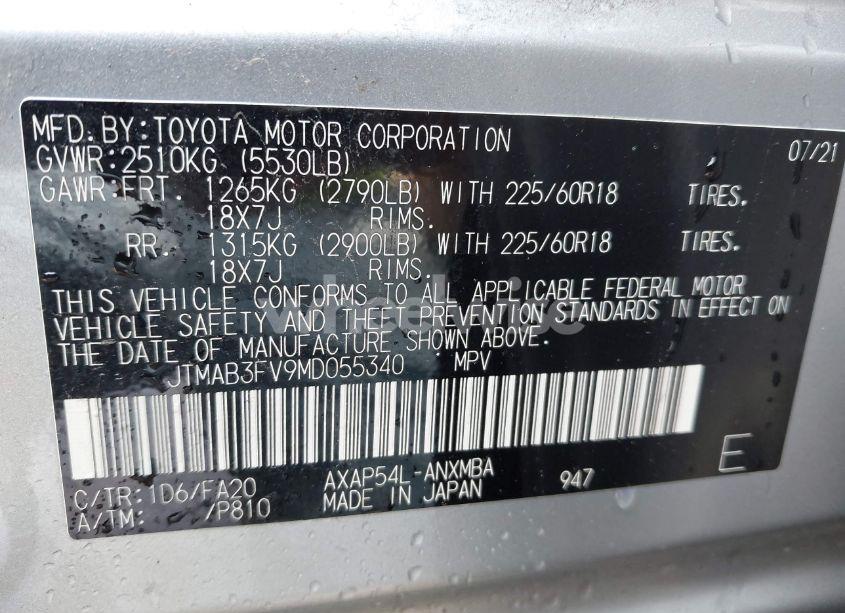 MFD. BY:TOYOTA MOTOR CORPORATION 07/21
GVWR:2510KG (5530LB)
GAWR:FRT. 1265KG (2790LB) WITH 225/60R18 TIRES.
18X7J RIMS.
RR. 1315KG (2900LB) WITH 225/60R18 TIRES.
18X7J RIMS.
THIS VEHICLE CONFORMS TO ALL APPLICABLE FEDERAL MOTOR
VEHICLE SAFETY AND THEFT PREVENTION STANDARDS IN EFFECT ON
THE DATE OF MANUFACTURE SHOWN ABOVE.
JTMAB3FV9MD055340 MPV
C/TR:1D6/FA20 AXAP54L-ANXMBA 947 E
A/TM: /P810 MADE IN JAPAN